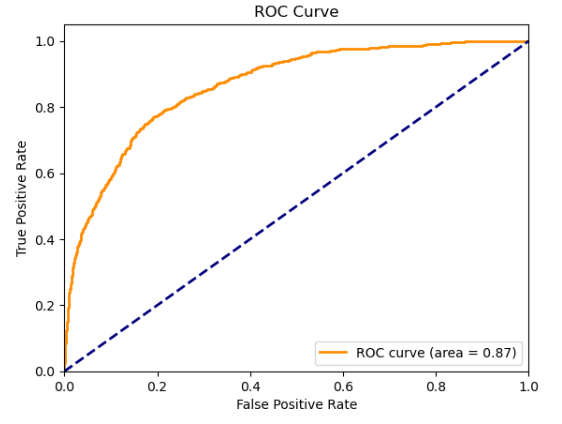 ROC Curve
True Positive Rate
1.0
0.8
0.6
0.4
0.2
0.0
ROC curve (area = 0.87)
0.0 0.2 0.4 0.6 0.8 1.0
False Positive Rate